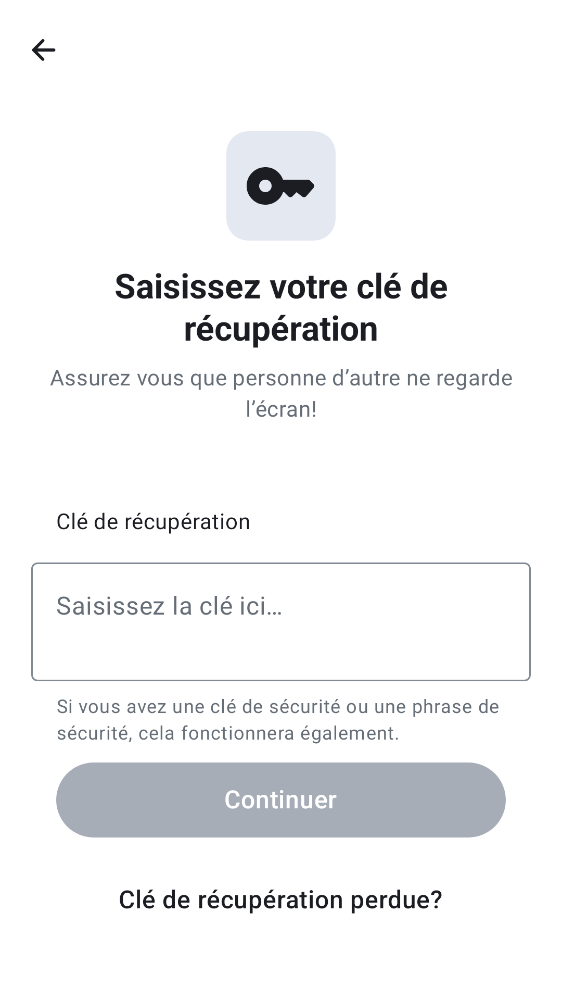 Saisissez votre clé de
récupération
Assurez vous que personne d’autre ne regarde
l’écran!
Clé de récupération
Saisissez la clé ici…
Si vous avez une clé de sécurité ou une phrase de
sécurité, cela fonctionnera également.
Continuer
Clé de récupération perdue?